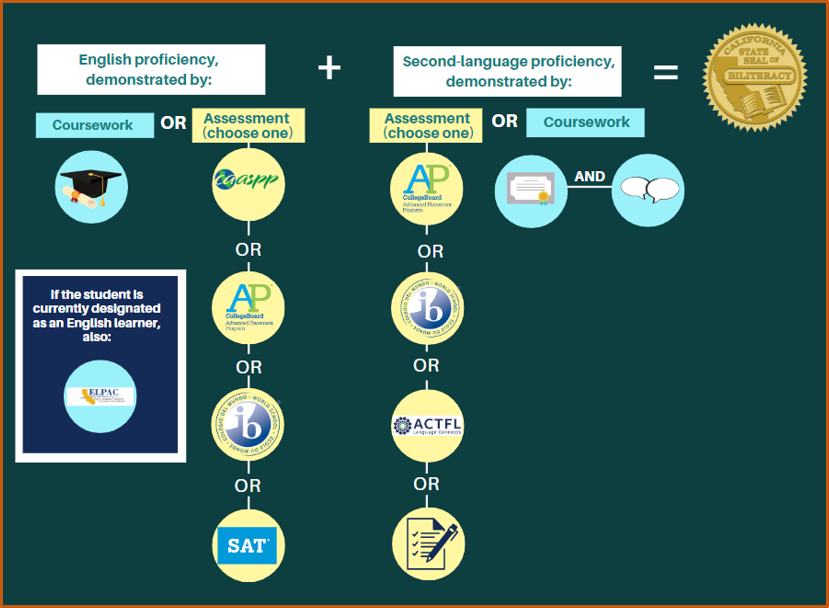 English proficiency,
demonstrated by:
+
Second-language proficiency,
demonstrated by:
=
CALIFORNIA
STATE
SEAL OF
BILITERACY
Coursework
OR
Assessment
(choose one)
Assessment
(choose one)
OR
Coursework
caaspp
AP
CollegeBoard
Advanced Placement
Program
AND
OR
OR
If the student is
currently designated
as an English learner,
also:
ELPAC
AP
CollegeBoard
Advanced Placement
Program
ib
OR
OR
ib
ACTFL
Language Connects
OR
OR
SAT